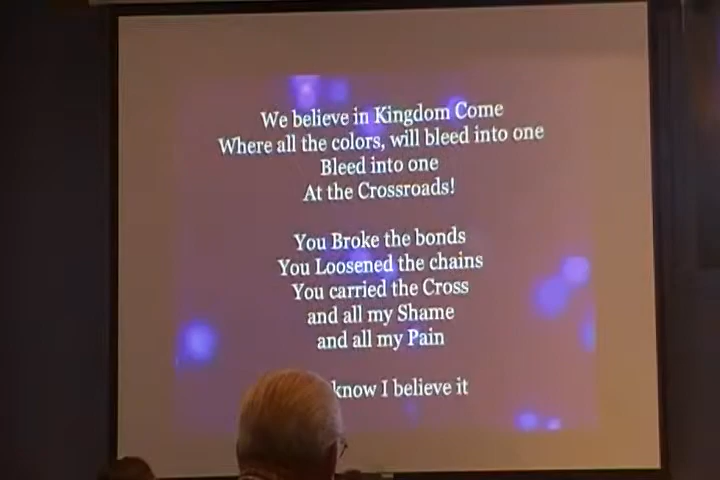 We believe in Kingdom Come
Where all the colors, will bleed into one
Bleed into one
At the Crossroads!
You Broke the bonds
You Loosened the chains
You carried the Cross
and all my Shame
and all my Pain
know I believe it